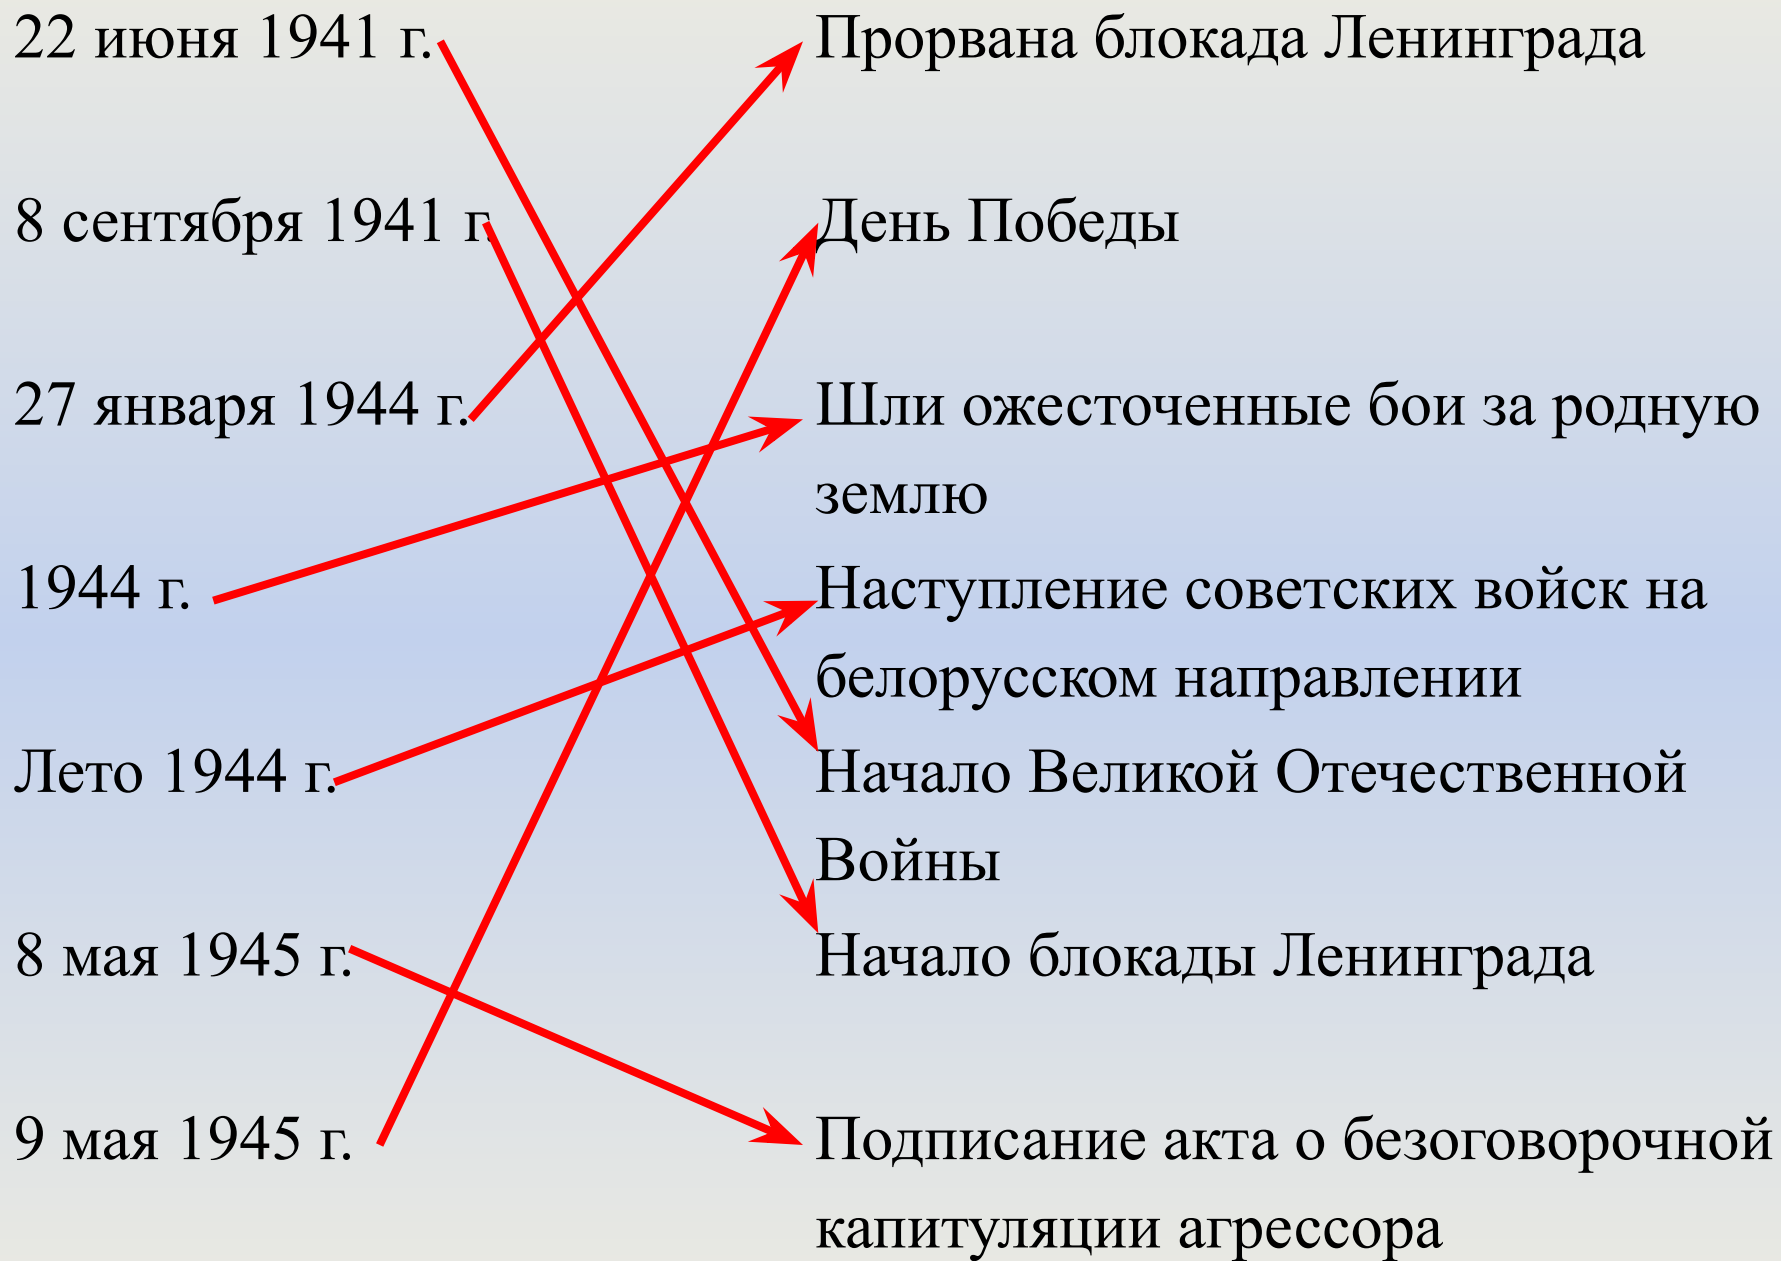 22 июня 1941 г.
Прорвана блокада Ленинграда
8 сентября 1941 г.
День Победы
27 января 1944 г.
Шли ожесточенные бои за родную
землю
1944 г.
Наступление советских войск на
белорусском направлении
Лето 1944 г.
Начало Великой Отечественной
Войны
8 мая 1945 г.
Начало блокады Ленинграда
9 мая 1945 г.
Подписание акта о безоговорочной
капитуляции агрессора